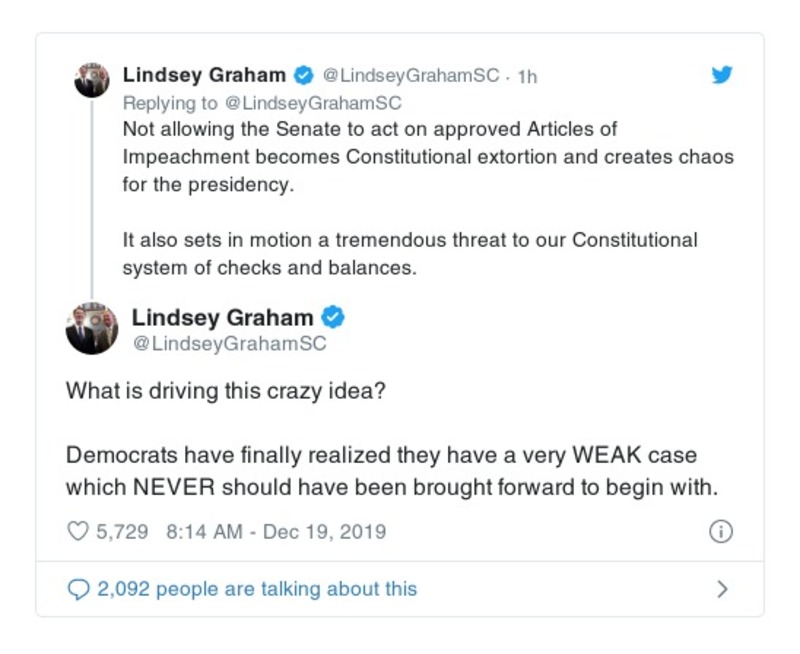 Lindsey Graham @LindseyGrahamSC · 1h
Replying to @LindseyGrahamSC
Not allowing the Senate to act on approved Articles of
Impeachment becomes Constitutional extortion and creates chaos
for the presidency.
It also sets in motion a tremendous threat to our Constitutional
system of checks and balances.
Lindsey Graham
@LindseyGrahamSC
What is driving this crazy idea?
Democrats have finally realized they have a very WEAK case
which NEVER should have been brought forward to begin with.
5,729 8:14 AM - Dec 19, 2019
2,092 people are talking about this